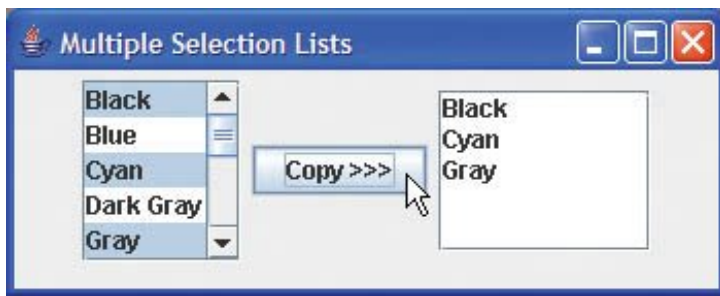 Multiple Selection Lists
Black
Blue
Cyan
Dark Gray
Gray
Copy >>>
Black
Cyan
Gray